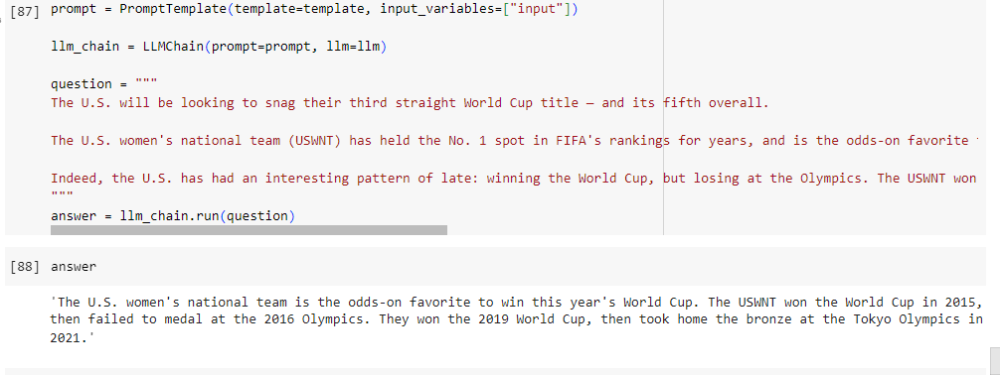 [87] prompt = PromptTemplate(template=template, input_variables=["input"])
llm_chain = LLMChain(prompt=prompt, llm=llm)
question = """
The U.S. will be looking to snag their third straight World Cup title — and its fifth overall.
The U.S. women's national team (USWNT) has held the No. 1 spot in FIFA's rankings for years, and is the odds-on favorite
Indeed, the U.S. has had an interesting pattern of late: winning the World Cup, but losing at the Olympics. The USWNT won
"""
answer = llm_chain.run(question)
[88] answer
'The U.S. women's national team is the odds-on favorite to win this year's World Cup. The USWNT won the World Cup in 2015,
then failed to medal at the 2016 Olympics. They won the 2019 World Cup, then took home the bronze at the Tokyo Olympics in
2021.'